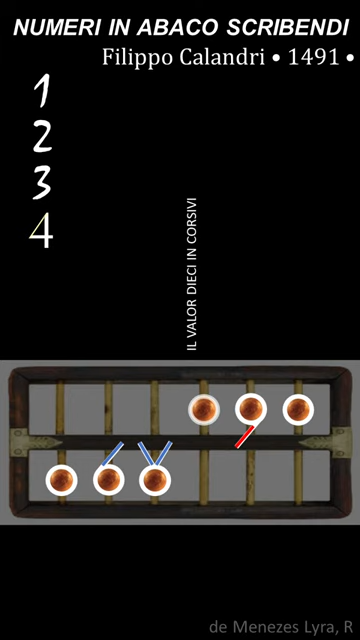 NUMERI IN ABACO SCRIBENDI
Filippo Calandri • 1491 •
1
2
3
4
IL VALOR DIECI IN CORSIVI
de Menezes Lyra, R